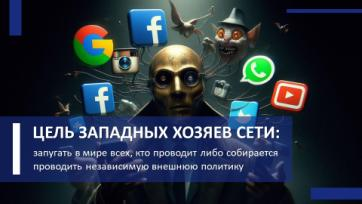 ЦЕЛЬ ЗАПАДНЫХ ХОЗЯЕВ СЕТИ:
запугать в мире всех, кто проводит либо собирается
проводить независимую внешнюю политику